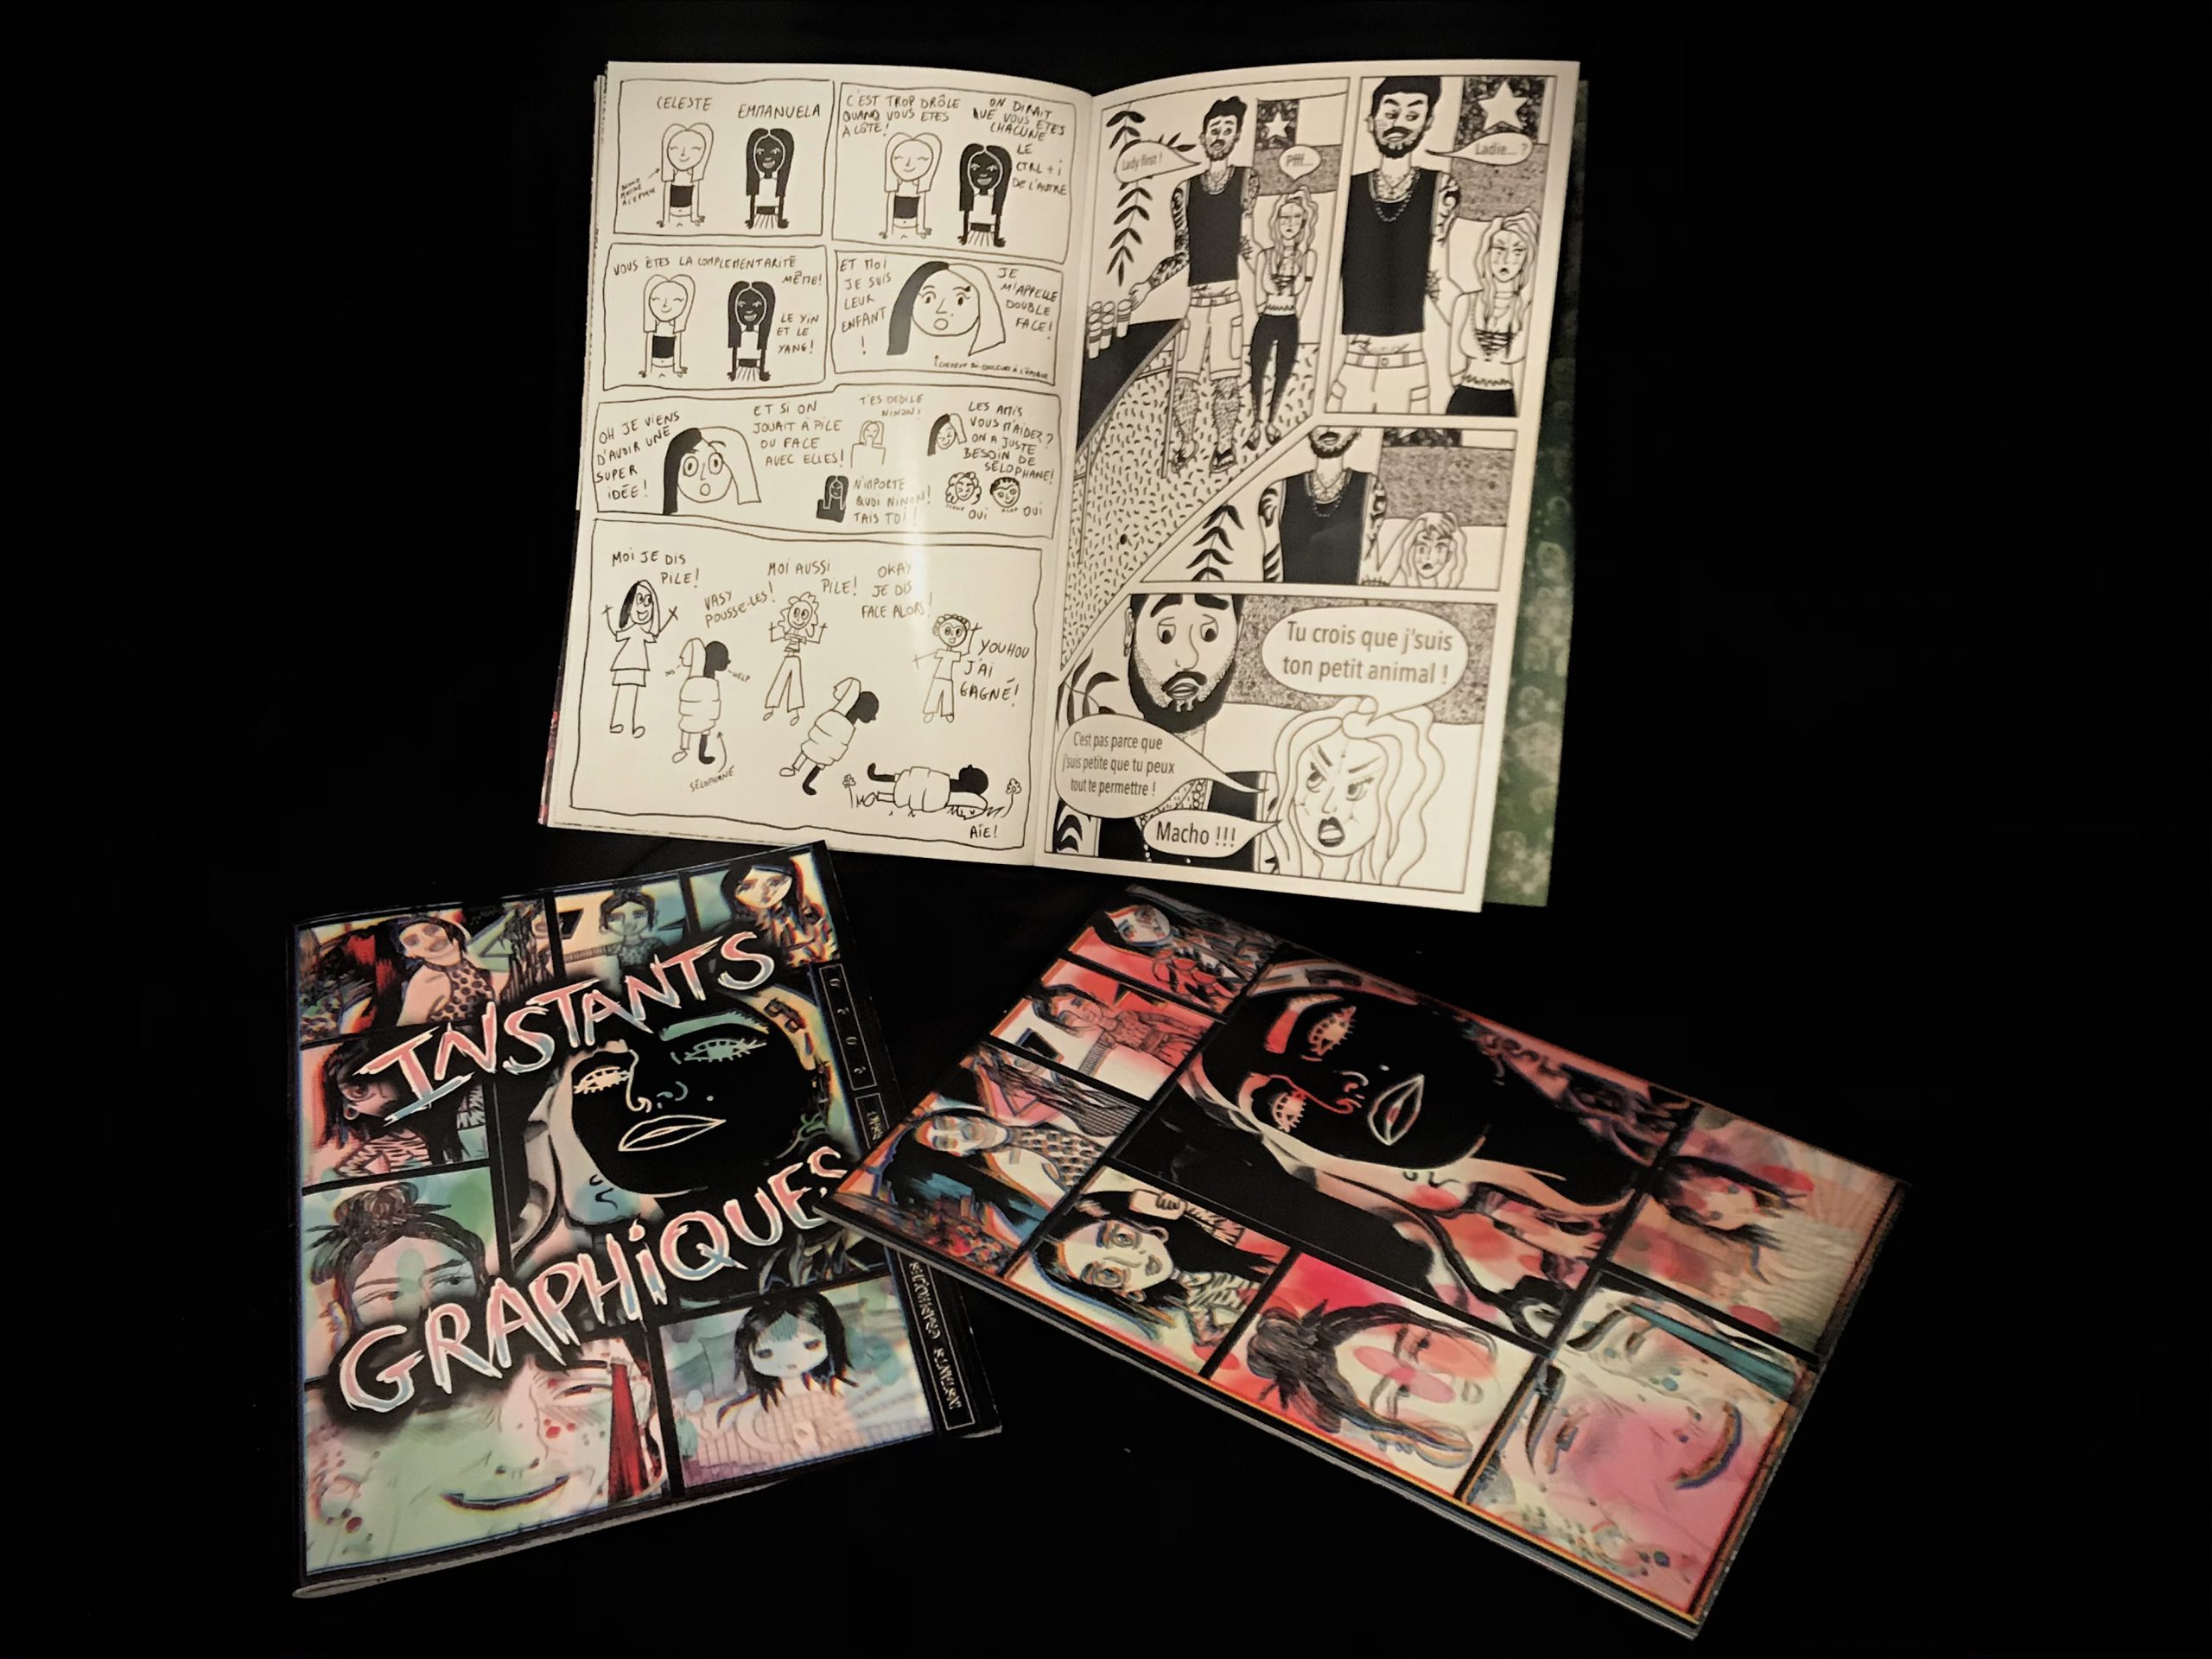 CELESTE
EMMANUELA
C'EST TROP DRÔLE
QUAND VOUS ETES
A COTE!
ON DIRAIT
QUE VOUS ETES
CHACUNE
LE
CTRL + i
DE L'AUTRE
VOUS ÊTES LA COMPLEMENTARITÉ
MÊME!
LE YIN
ET LE
YANG!
ET MOI
JE SUIS
LEUR
ENFANT
!
JE
M'APPELLE
DOUBLE
FACE!
OH JE VIENS
D'AVOIR UNE
SUPER
IDÉE!
ET SI ON
JOUAIT À PILE
OU FACE
AVEC ELLES!
T'ES DEBILE
NINON!
N'IMPORTE
QUOI NINON!
TAIS TOI!
LES AMIS
VOUS M'AIDEZ?
ON A JUSTE
BESOIN DE
SÉLOPHANE!
OUI
OUI
MOI JE DIS
PILE!
VASY
POUSSE-LES!
MOI AUSSI
PILE!
OKAY
JE DIS
FACE ALORS!
YOUHOU
J'AI
GAGNÉ!
HELP
SÉLOPHANE
AÏE!
Lady first !
Pfff...
Ladie... ?
Tu crois que j'suis
ton petit animal !
C'est pas parce que
j'suis petite que tu peux
tout te permettre !
Macho !!!
INSTANTS
GRAPHiQUES